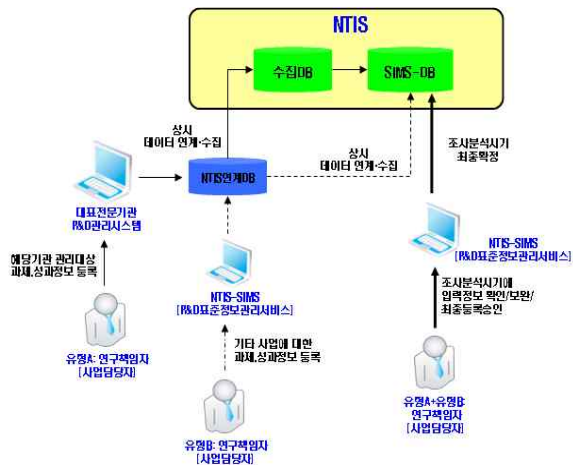 NTIS
수집DB
SIMS-DB
상시
데이터 연계·수집
상시
데이터 연계·수집
조사분석시기
최종확정
NTIS연계DB
대표전문기관
R&D관리시스템
NTIS-SIMS
[R&D표준정보관리서비스]
NTIS-SIMS
[R&D표준정보관리서비스]
해당기관 관리대상
과제,성과정보 등록
조사분석시기에
입력정보 확인/보완/
최종등록승인
기타 사업에 대한
과제,성과정보 등록
유형A: 연구책임자
[사업담당자]
유형B: 연구책임자
[사업담당자]
유형A+유형B:
연구책임자
[사업담당자]